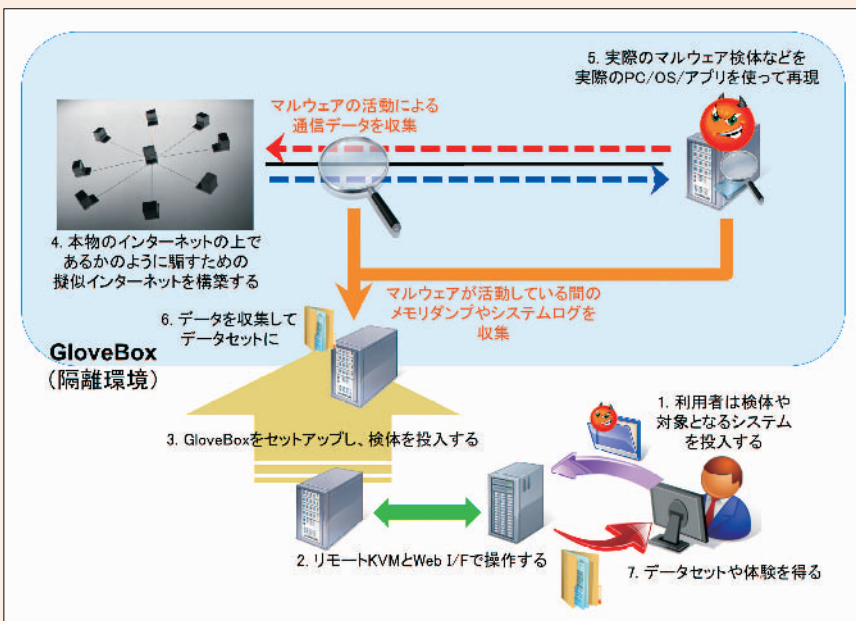 5. 実際のマルウェア検体などを
実際のPC/OS/アプリを使って再現
マルウェアの活動による
通信データを収集
4. 本物のインターネットの上で
あるかのように騙すための
擬似インターネットを構築する
マルウェアが活動している間の
メモリダンプやシステムログを
収集
6. データを収集して
データセットに
GloveBox
（隔離環境）
3. GloveBoxをセットアップし、検体を投入する
1. 利用者は検体や
対象となるシステム
を投入する
2. リモートKVMとWeb I/Fで操作する
7. データセットや体験を得る